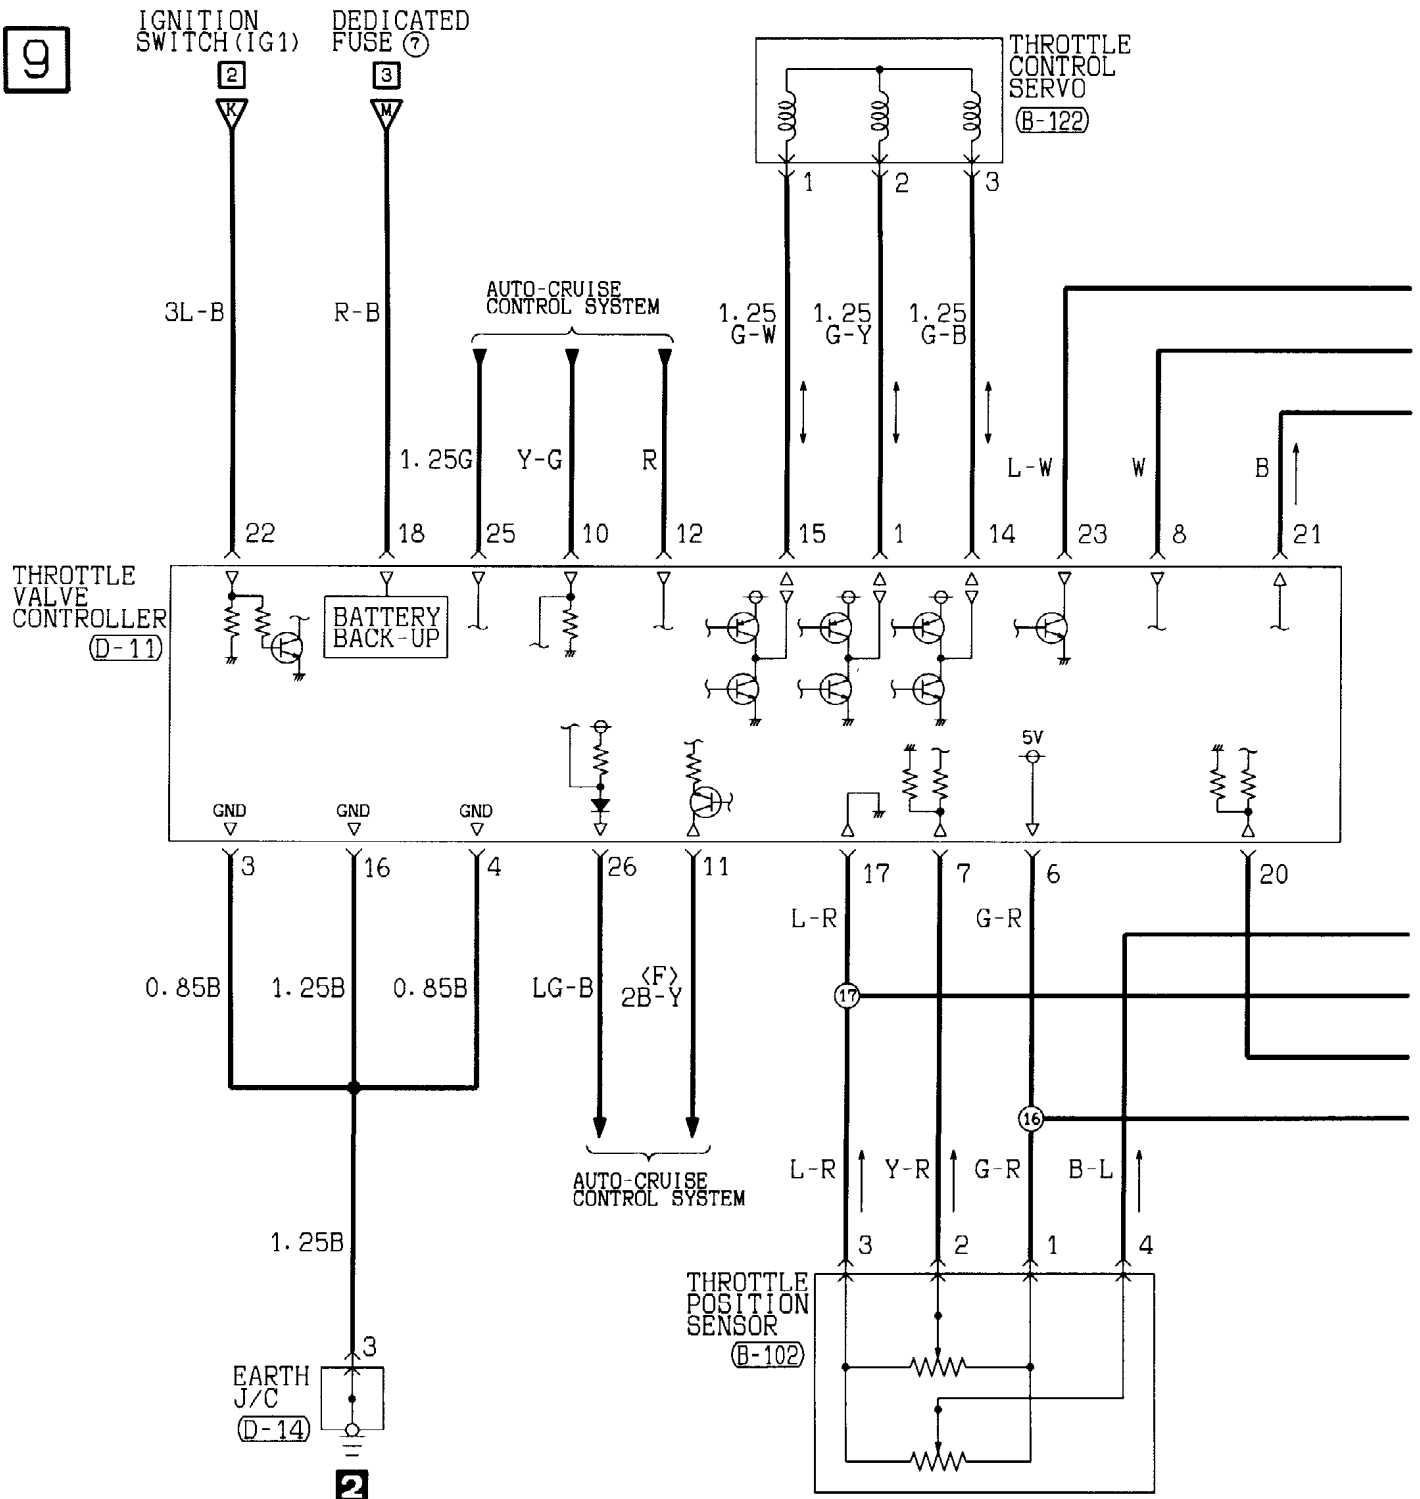 9
IGNITION
SWITCH(IG1)
DEDICATED
FUSE 7
2
3
K
M
THROTTLE
CONTROL
SERVO
B-122
1
2
3
3L-B
R-B
AUTO-CRUISE
CONTROL SYSTEM
1.25
G-W
1.25
G-Y
1.25
G-B
1.25G
Y-G
R
L-W
W
B
22
18
25
10
12
15
1
14
23
8
21
THROTTLE
VALVE
CONTROLLER
D-11
BATTERY
BACK-UP
5V
GND
GND
GND
3
16
4
26
11
17
7
6
20
L-R
G-R
0.85B
1.25B
0.85B
LG-B
<F>
2B-Y
17
16
AUTO-CRUISE
CONTROL SYSTEM
L-R
Y-R
G-R
B-L
1.25B
3
2
1
4
THROTTLE
POSITION
SENSOR
B-102
3
EARTH
J/C
D-14
2